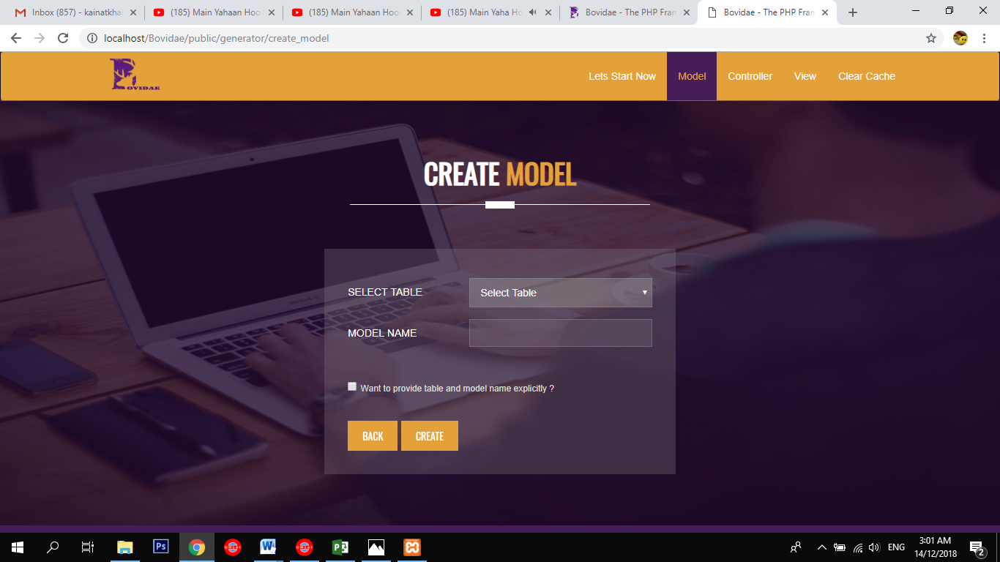 Inbox (857) - kainatkha
(185) Main Yahaan Hoo
(185) Main Yahaan Hoo
(185) Main Yaha Ho
Bovidae - The PHP Fram
Bovidae - The PHP Fram
localhost/Bovidae/public/generator/create_model
BOVIDAE
Lets Start Now
Model
Controller
View
Clear Cache
CREATE MODEL
SELECT TABLE
Select Table
MODEL NAME
Want to provide table and model name explicitly ?
BACK
CREATE
Ps
ENG
3:01 AM
14/12/2018
2